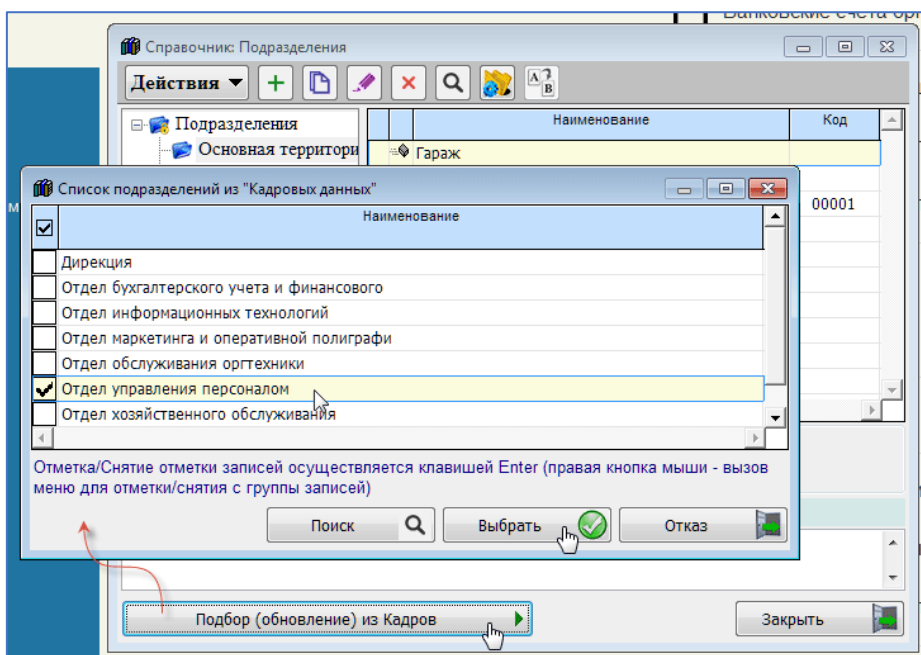 Банковские счета орг
Справочник: Подразделения
Действия
A ? B
Подразделения
Основная территори
Наименование
Код
Гараж
00001
Список подразделений из "Кадровых данных"
Наименование
Дирекция
Отдел бухгалтерского учета и финансового
Отдел информационных технологий
Отдел маркетинга и оперативной полиграфи
Отдел обслуживания оргтехники
Отдел управления персоналом
Отдел хозяйственного обслуживания
Отметка/Снятие отметки записей осуществляется клавишей Enter (правая кнопка мыши - вызов
меню для отметки/снятия с группы записей)
Поиск
Выбрать
Отказ
Подбор (обновление) из Кадров
Закрыть